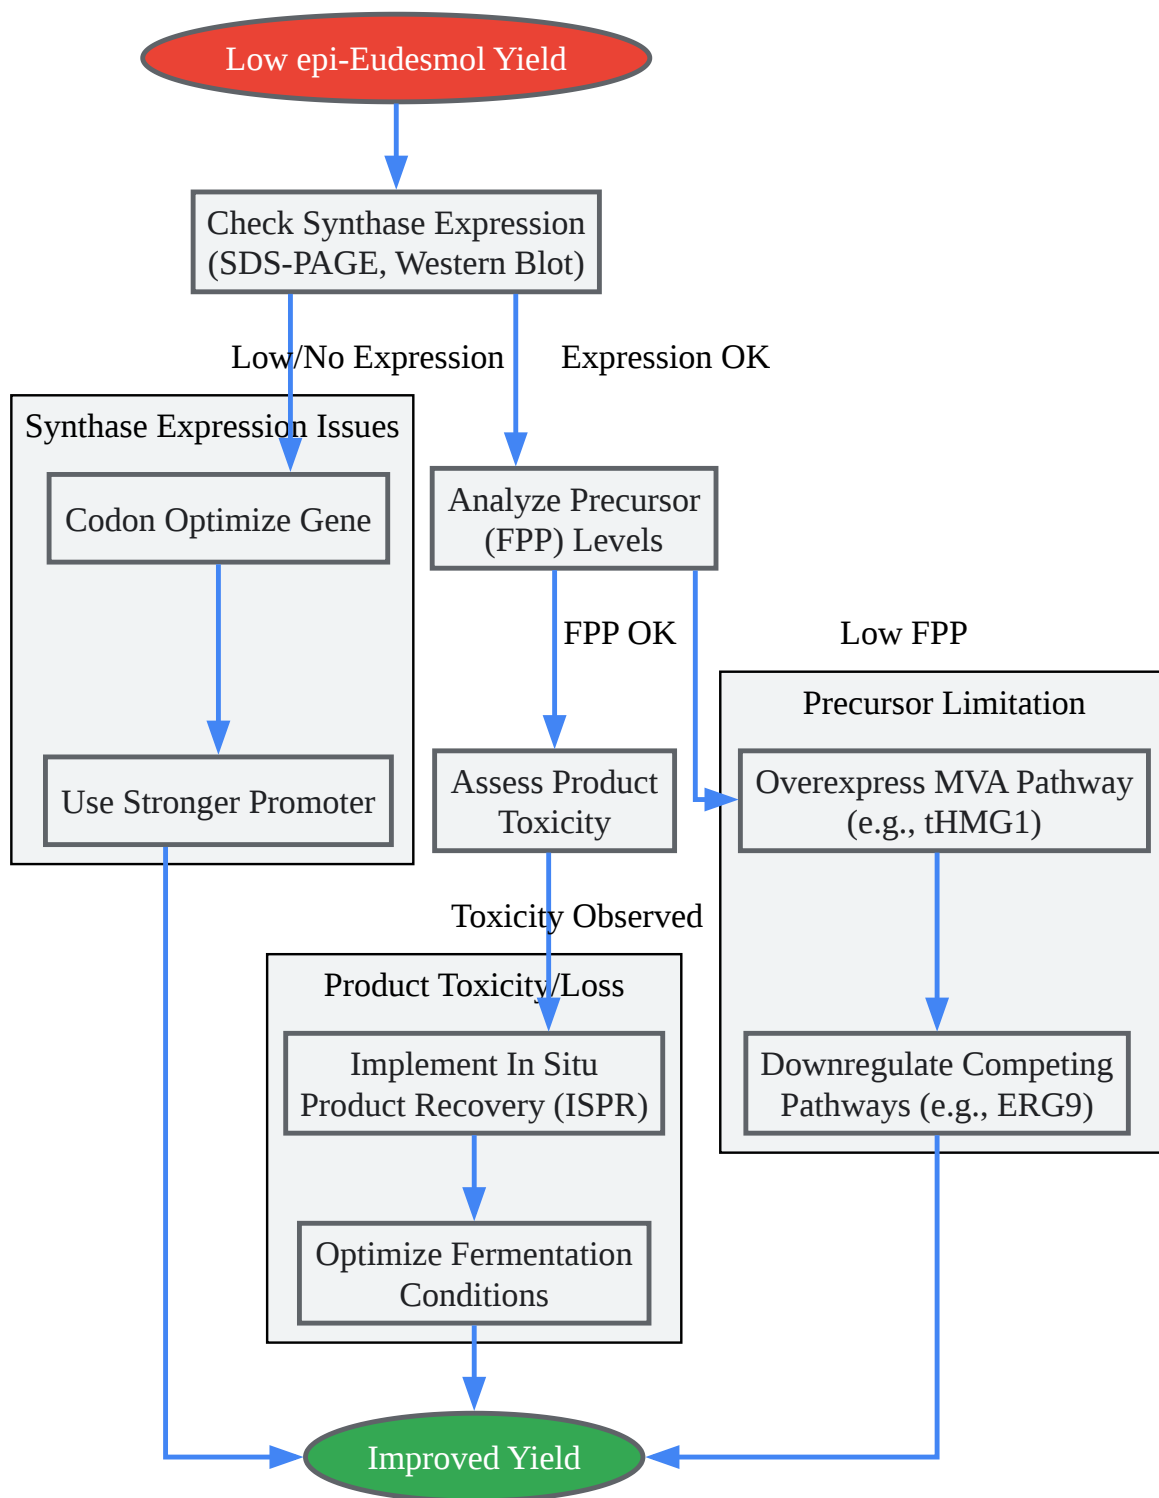 Low epi-Eudesmol Yield
Check Synthase Expression
(SDS-PAGE, Western Blot)
Low/No Expression
Expression OK
Synthase Expression Issues
Codon Optimize Gene
Analyze Precursor
(FPP) Levels
FPP OK
Low FPP
Precursor Limitation
Use Stronger Promoter
Assess Product
Toxicity
Overexpress MVA Pathway
(e.g., tHMG1)
Toxicity Observed
Product Toxicity/Loss
Implement In Situ
Product Recovery (ISPR)
Downregulate Competing
Pathways (e.g., ERG9)
Optimize Fermentation
Conditions
Improved Yield